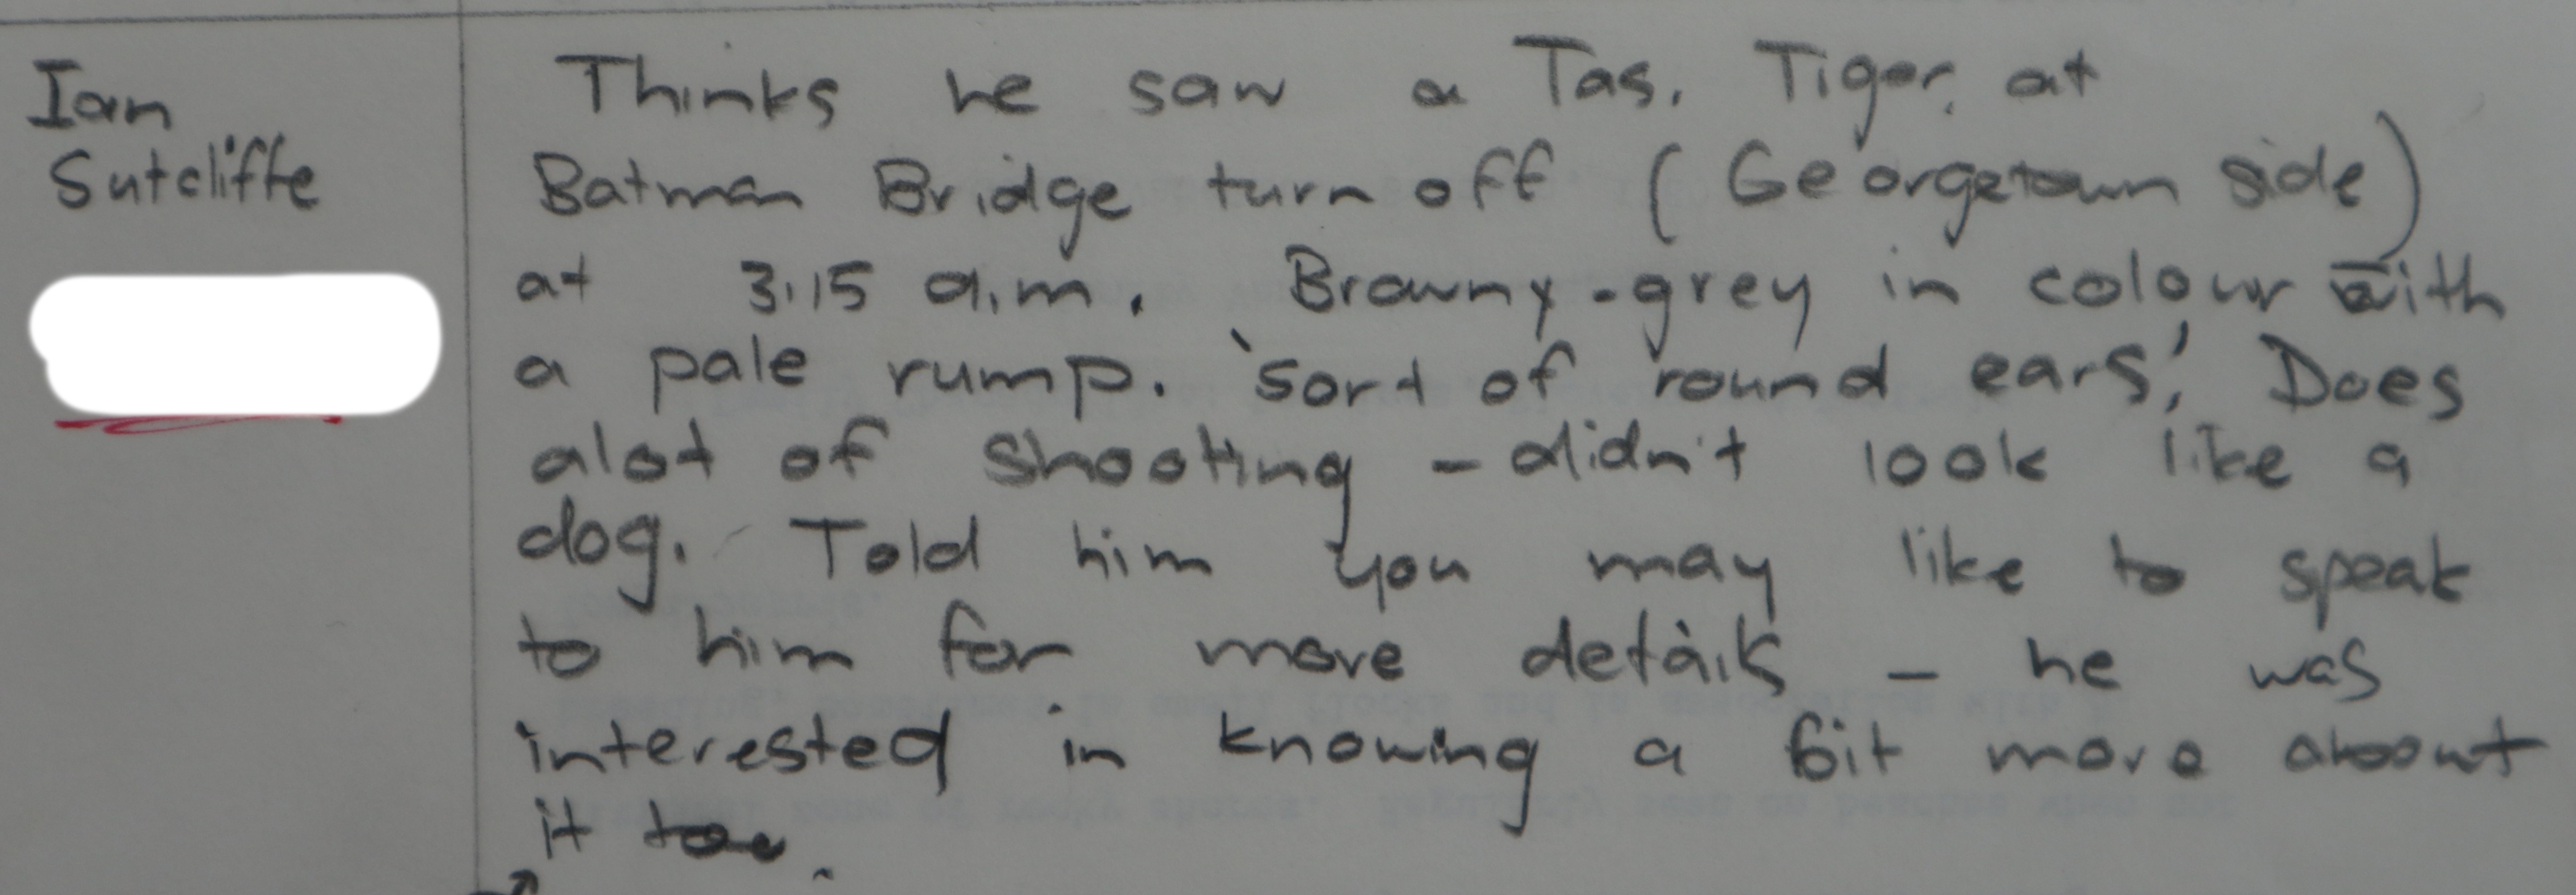 Ian
Sutcliffe
Thinks he saw a Tas. Tiger at
Batman Bridge turn off (Georgetown side)
at 3.15 a.m. Browny-grey in colour with
a pale rump. 'sort of round ears'. Does
alot of shooting - didn't look like a
dog. Told him you may like to speak
to him for more details - he was
interested in knowing a bit more about
it too.